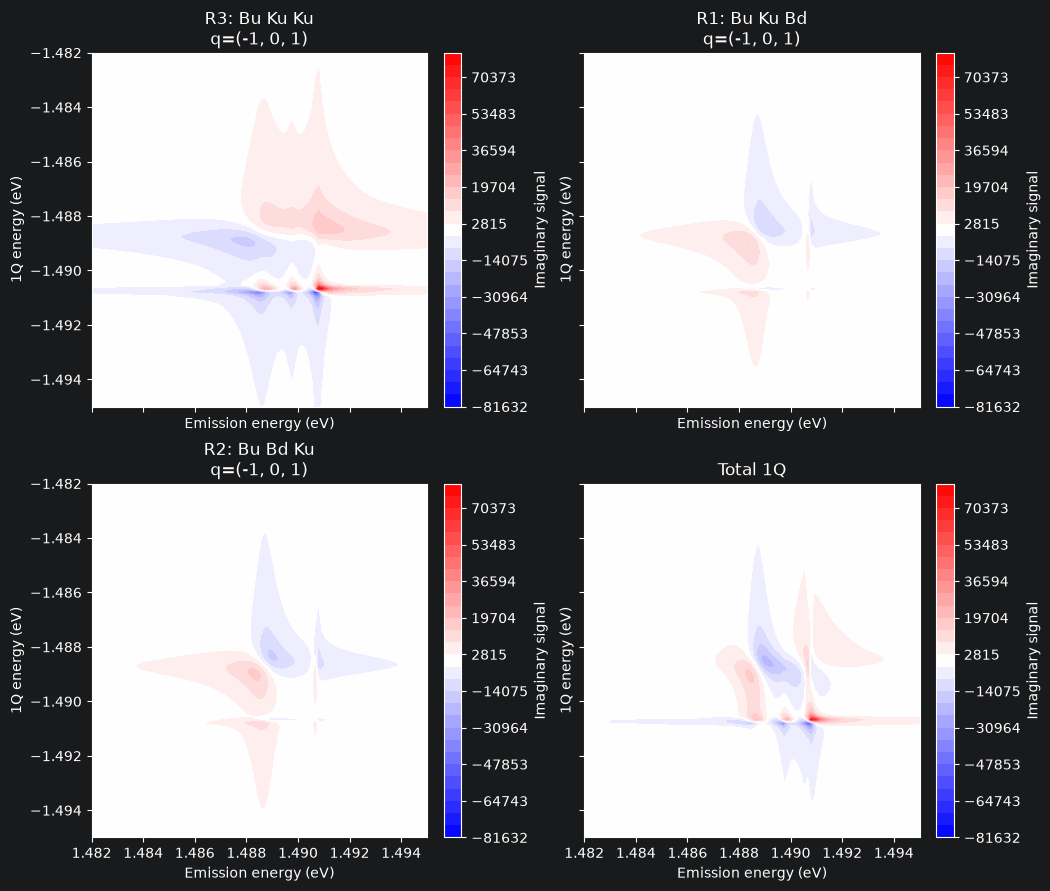 R3: Bu Ku Ku
q=(-1, 0, 1)
−1.482
−1.484
−1.486
−1.488
−1.490
−1.492
−1.494
1Q energy (eV)
Emission energy (eV)
70373
53483
36594
19704
2815
−14075
−30964
−47853
−64743
−81632
Imaginary signal
R1: Bu Ku Bd
q=(-1, 0, 1)
1Q energy (eV)
Emission energy (eV)
70373
53483
36594
19704
2815
−14075
−30964
−47853
−64743
−81632
Imaginary signal
R2: Bu Bd Ku
q=(-1, 0, 1)
−1.482
−1.484
−1.486
−1.488
−1.490
−1.492
−1.494
1Q energy (eV)
1.482 1.484 1.486 1.488 1.490 1.492 1.494
Emission energy (eV)
70373
53483
36594
19704
2815
−14075
−30964
−47853
−64743
−81632
Imaginary signal
Total 1Q
1Q energy (eV)
1.482 1.484 1.486 1.488 1.490 1.492 1.494
Emission energy (eV)
70373
53483
36594
19704
2815
−14075
−30964
−47853
−64743
−81632
Imaginary signal